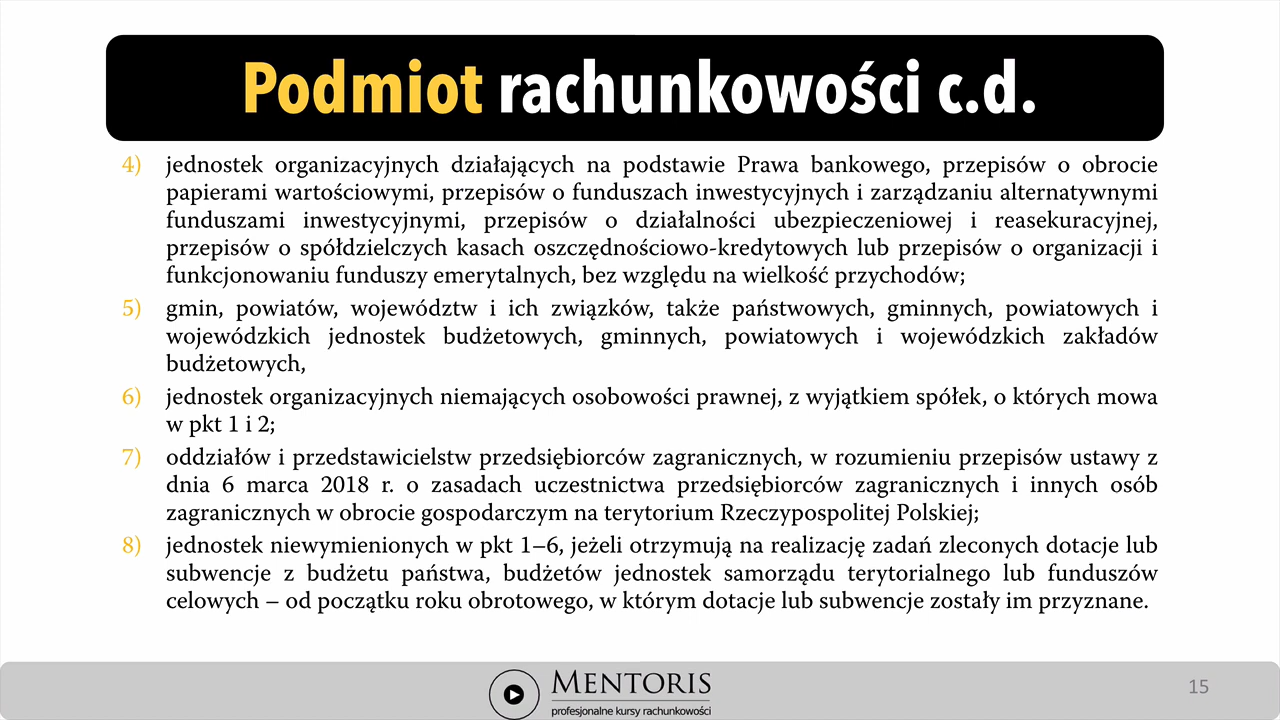 Podmiot rachunkowości c.d.
4) jednostek organizacyjnych działających na podstawie Prawa bankowego, przepisów o obrocie
papierami wartościowymi, przepisów o funduszach inwestycyjnych i zarządzaniu alternatywnymi
funduszami inwestycyjnymi, przepisów o działalności ubezpieczeniowej i reasekuracyjnej,
przepisów o spółdzielczych kasach oszczędnościowo-kredytowych lub przepisów o organizacji i
funkcjonowaniu funduszy emerytalnych, bez względu na wielkość przychodów;
5) gmin, powiatów, województw i ich związków, także państwowych, gminnych, powiatowych i
wojewódzkich jednostek budżetowych, gminnych, powiatowych i wojewódzkich zakładów
budżetowych,
6) jednostek organizacyjnych niemających osobowości prawnej, z wyjątkiem spółek, o których mowa
w pkt 1 i 2;
7) oddziałów i przedstawicielstw przedsiębiorców zagranicznych, w rozumieniu przepisów ustawy z
dnia 6 marca 2018 r. o zasadach uczestnictwa przedsiębiorców zagranicznych i innych osób
zagranicznych w obrocie gospodarczym na terytorium Rzeczypospolitej Polskiej;
8) jednostek niewymienionych w pkt 1–6, jeżeli otrzymują na realizację zadań zleconych dotacje lub
subwencje z budżetu państwa, budżetów jednostek samorządu terytorialnego lub funduszów
celowych – od początku roku obrotowego, w którym dotacje lub subwencje zostały im przyznane.
MENTORIS
profesjonalne kursy rachunkowości
15